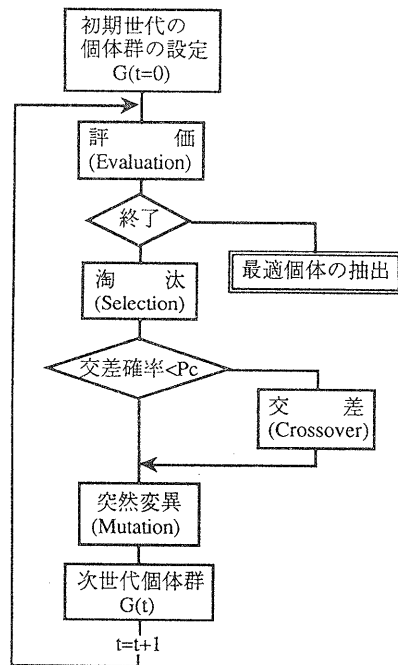 初期世代の
個体群の設定
G(t=0)
評 価
(Evaluation)
終了
最適個体の抽出
淘 汰
(Selection)
交差確率<Pc
交 差
(Crossover)
突然変異
(Mutation)
次世代個体群
G(t)
t=t+1